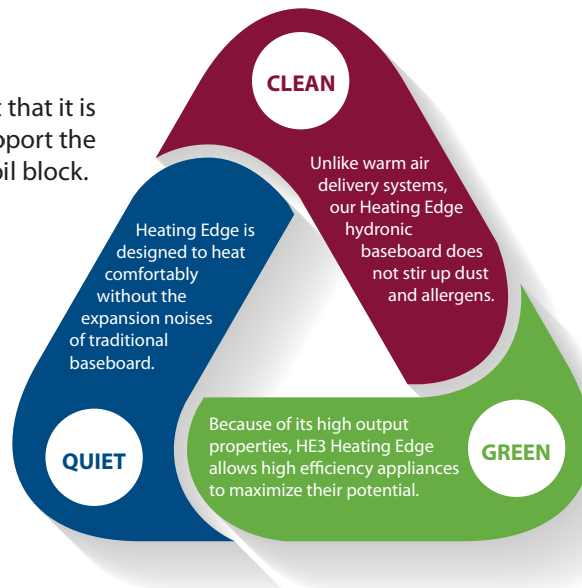 that it is
port the
oil block.
CLEAN
Unlike warm air
delivery systems,
our Heating Edge
hydronic
baseboard does
not stir up dust
and allergens.
Heating Edge is
designed to heat
comfortably
without the
expansion noises
of traditional
baseboard.
QUIET
Because of its high output
properties, HE3 Heating Edge
allows high efficiency appliances
to maximize their potential.
GREEN